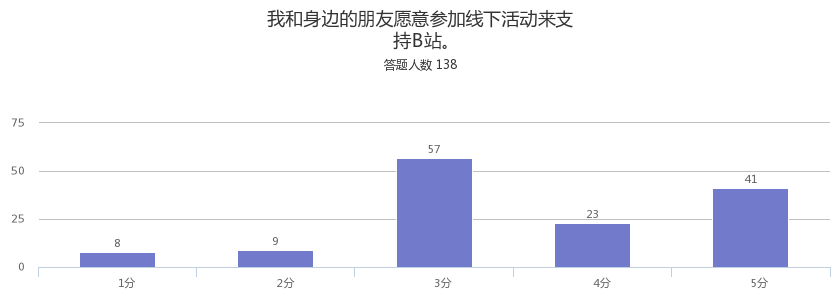 我和身边的朋友愿意参加线下活动来支
持B站。
答题人数 138
75
50
25
0
8
9
57
23
41
1分
2分
3分
4分
5分